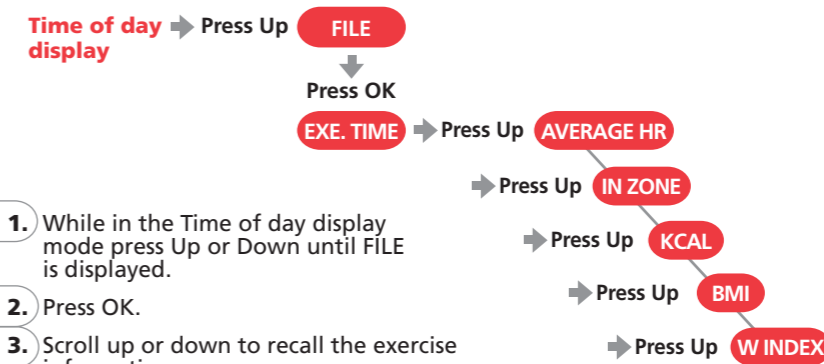 Time of day Press Up FILE
display
Press OK
EXE. TIME Press Up AVERAGE HR
Press Up IN ZONE
Press Up KCAL
Press Up BMI
Press Up W INDEX
1. While in the Time of day display
mode press Up or Down until FILE
is displayed.
2. Press OK.
3. Scroll up or down to recall the exercise